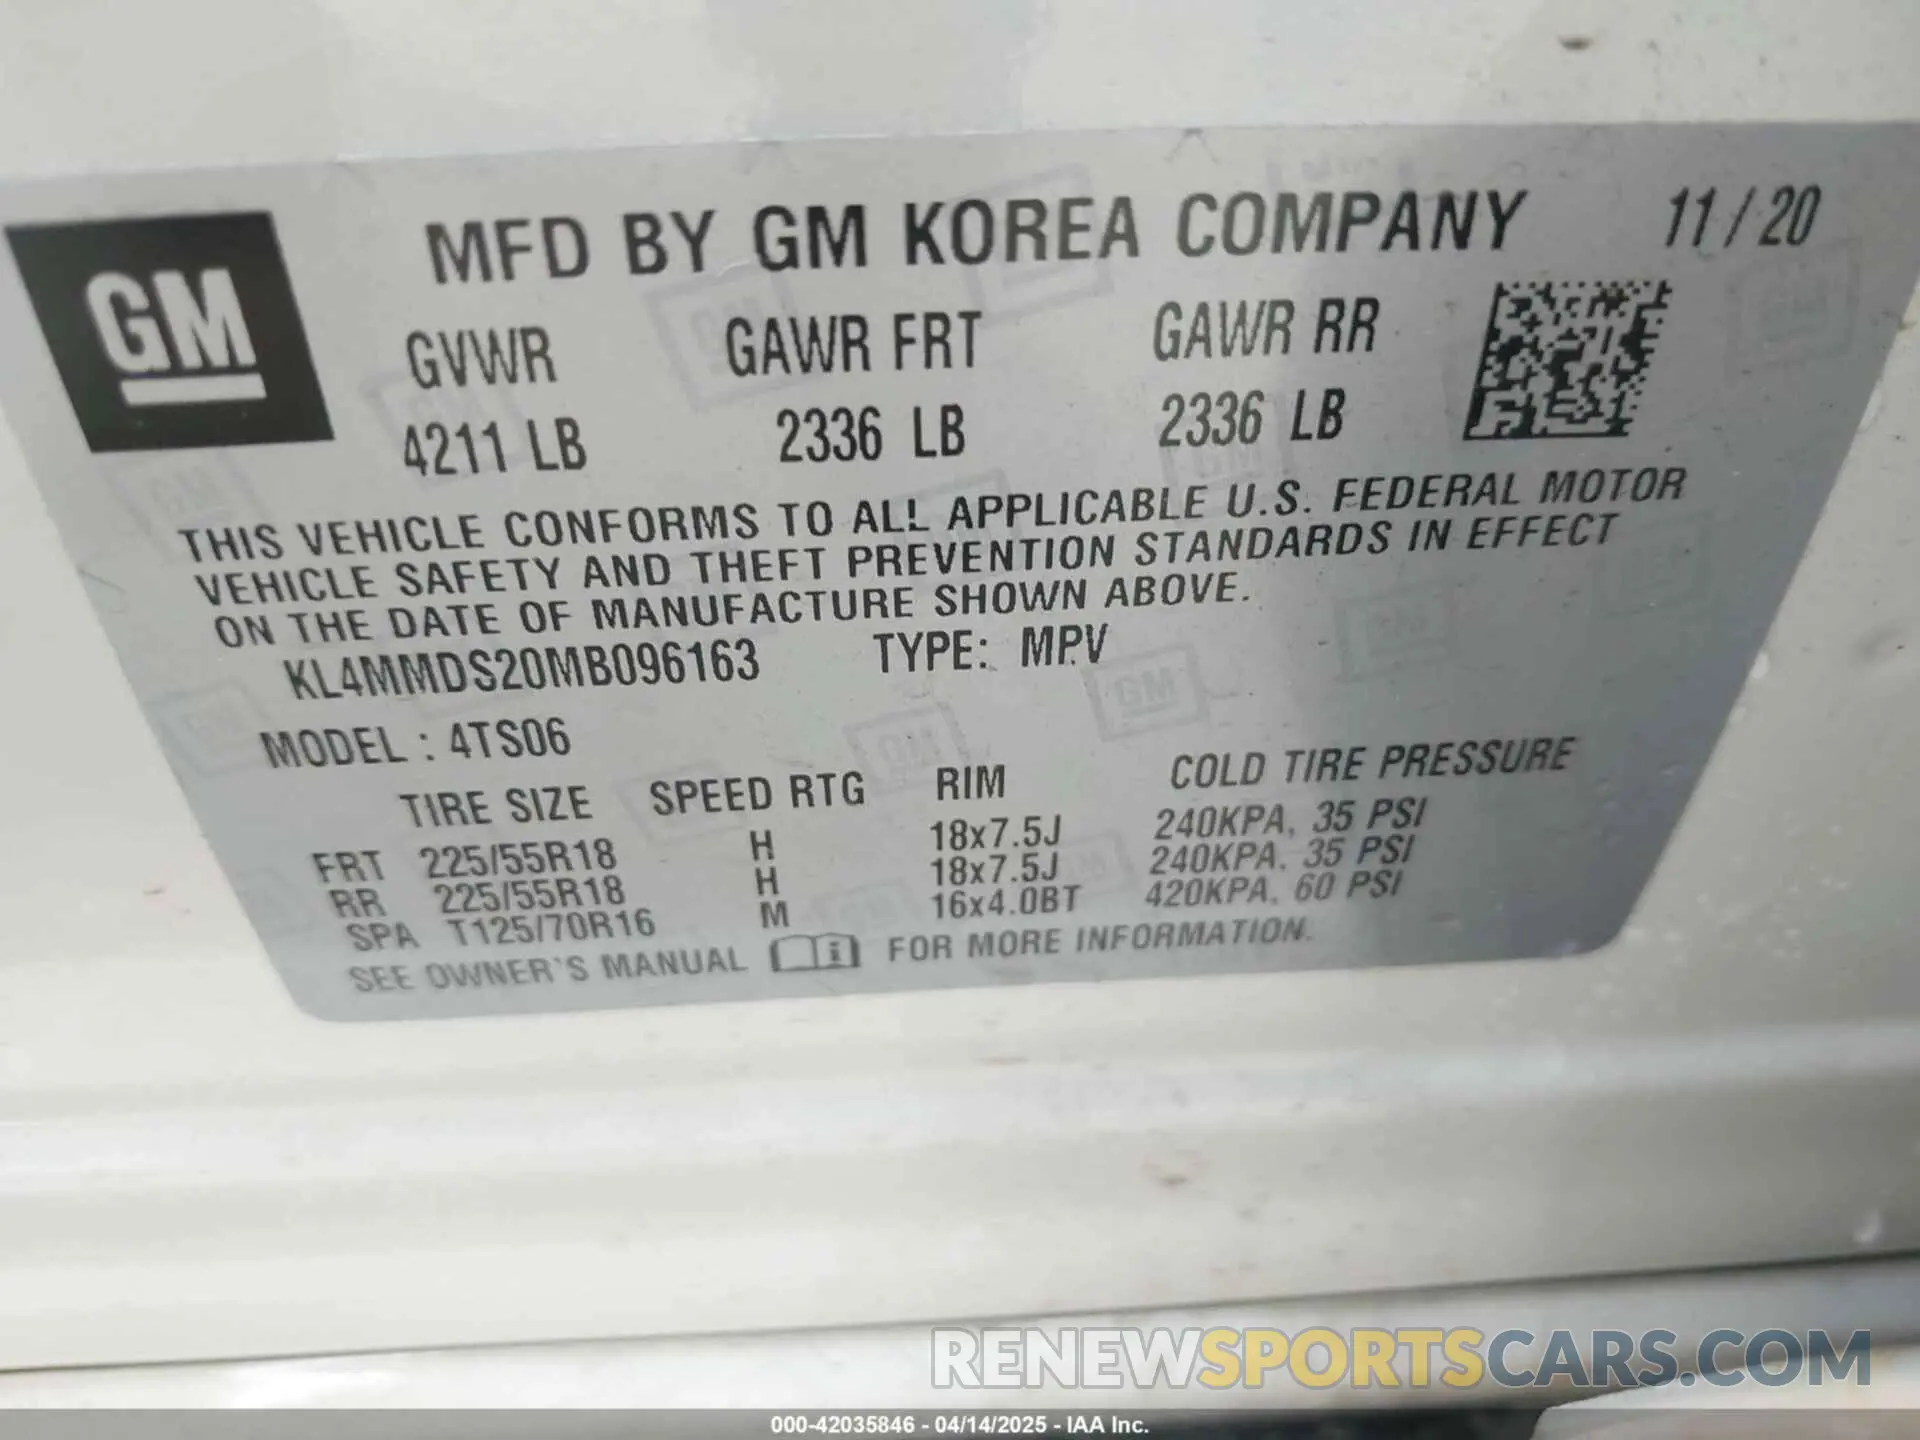 GM
MFD BY GM KOREA COMPANY 11/20
GVWR GAWR FRT GAWR RR
4211 LB 2336 LB 2336 LB
THIS VEHICLE CONFORMS TO ALL APPLICABLE U.S. FEDERAL MOTOR
VEHICLE SAFETY AND THEFT PREVENTION STANDARDS IN EFFECT
ON THE DATE OF MANUFACTURE SHOWN ABOVE.
KL4MMDS20MB096163 TYPE: MPV
MODEL : 4TS06
TIRE SIZE SPEED RTG RIM COLD TIRE PRESSURE
FRT 225/55R18 H 18x7.5J 240KPA, 35 PSI
RR 225/55R18 H 18x7.5J 240KPA, 35 PSI
SPA T125/70R16 M 16x4.0BT 420KPA, 60 PSI
SEE OWNER'S MANUAL FOR MORE INFORMATION.
RENEWSPORTSCARS.COM
000-42035846 - 04/14/2025 - IAA Inc.